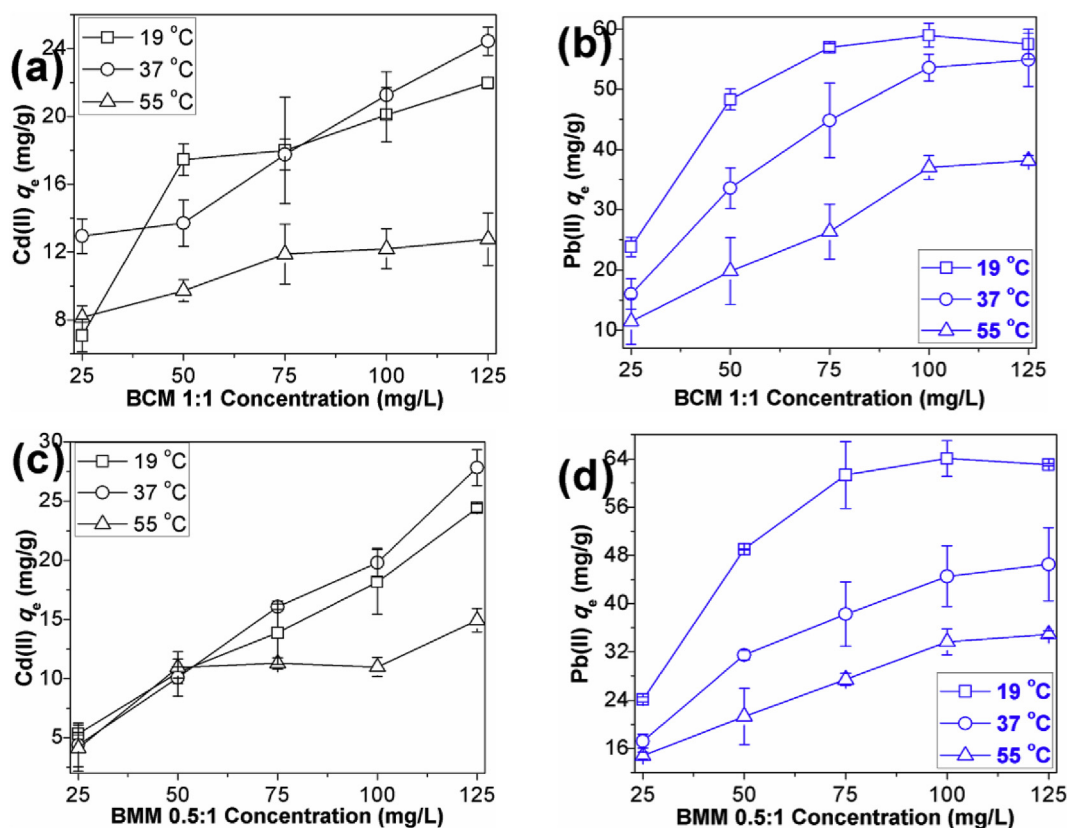 (a)
19 °C
37 °C
55 °C
24
20
16
12
8
Cd(II) qe (mg/g)
25 50 75 100 125
BCM 1:1 Concentration (mg/L)
(b)
60
50
40
30
20
10
Pb(II) qe (mg/g)
19 °C
37 °C
55 °C
25 50 75 100 125
BCM 1:1 Concentration (mg/L)
(c)
19 °C
37 °C
55 °C
30
25
20
15
10
5
Cd(II) qe (mg/g)
25 50 75 100 125
BMM 0.5:1 Concentration (mg/L)
(d)
64
56
48
40
32
24
16
Pb(II) qe (mg/g)
19 °C
37 °C
55 °C
25 50 75 100 125
BMM 0.5:1 Concentration (mg/L)